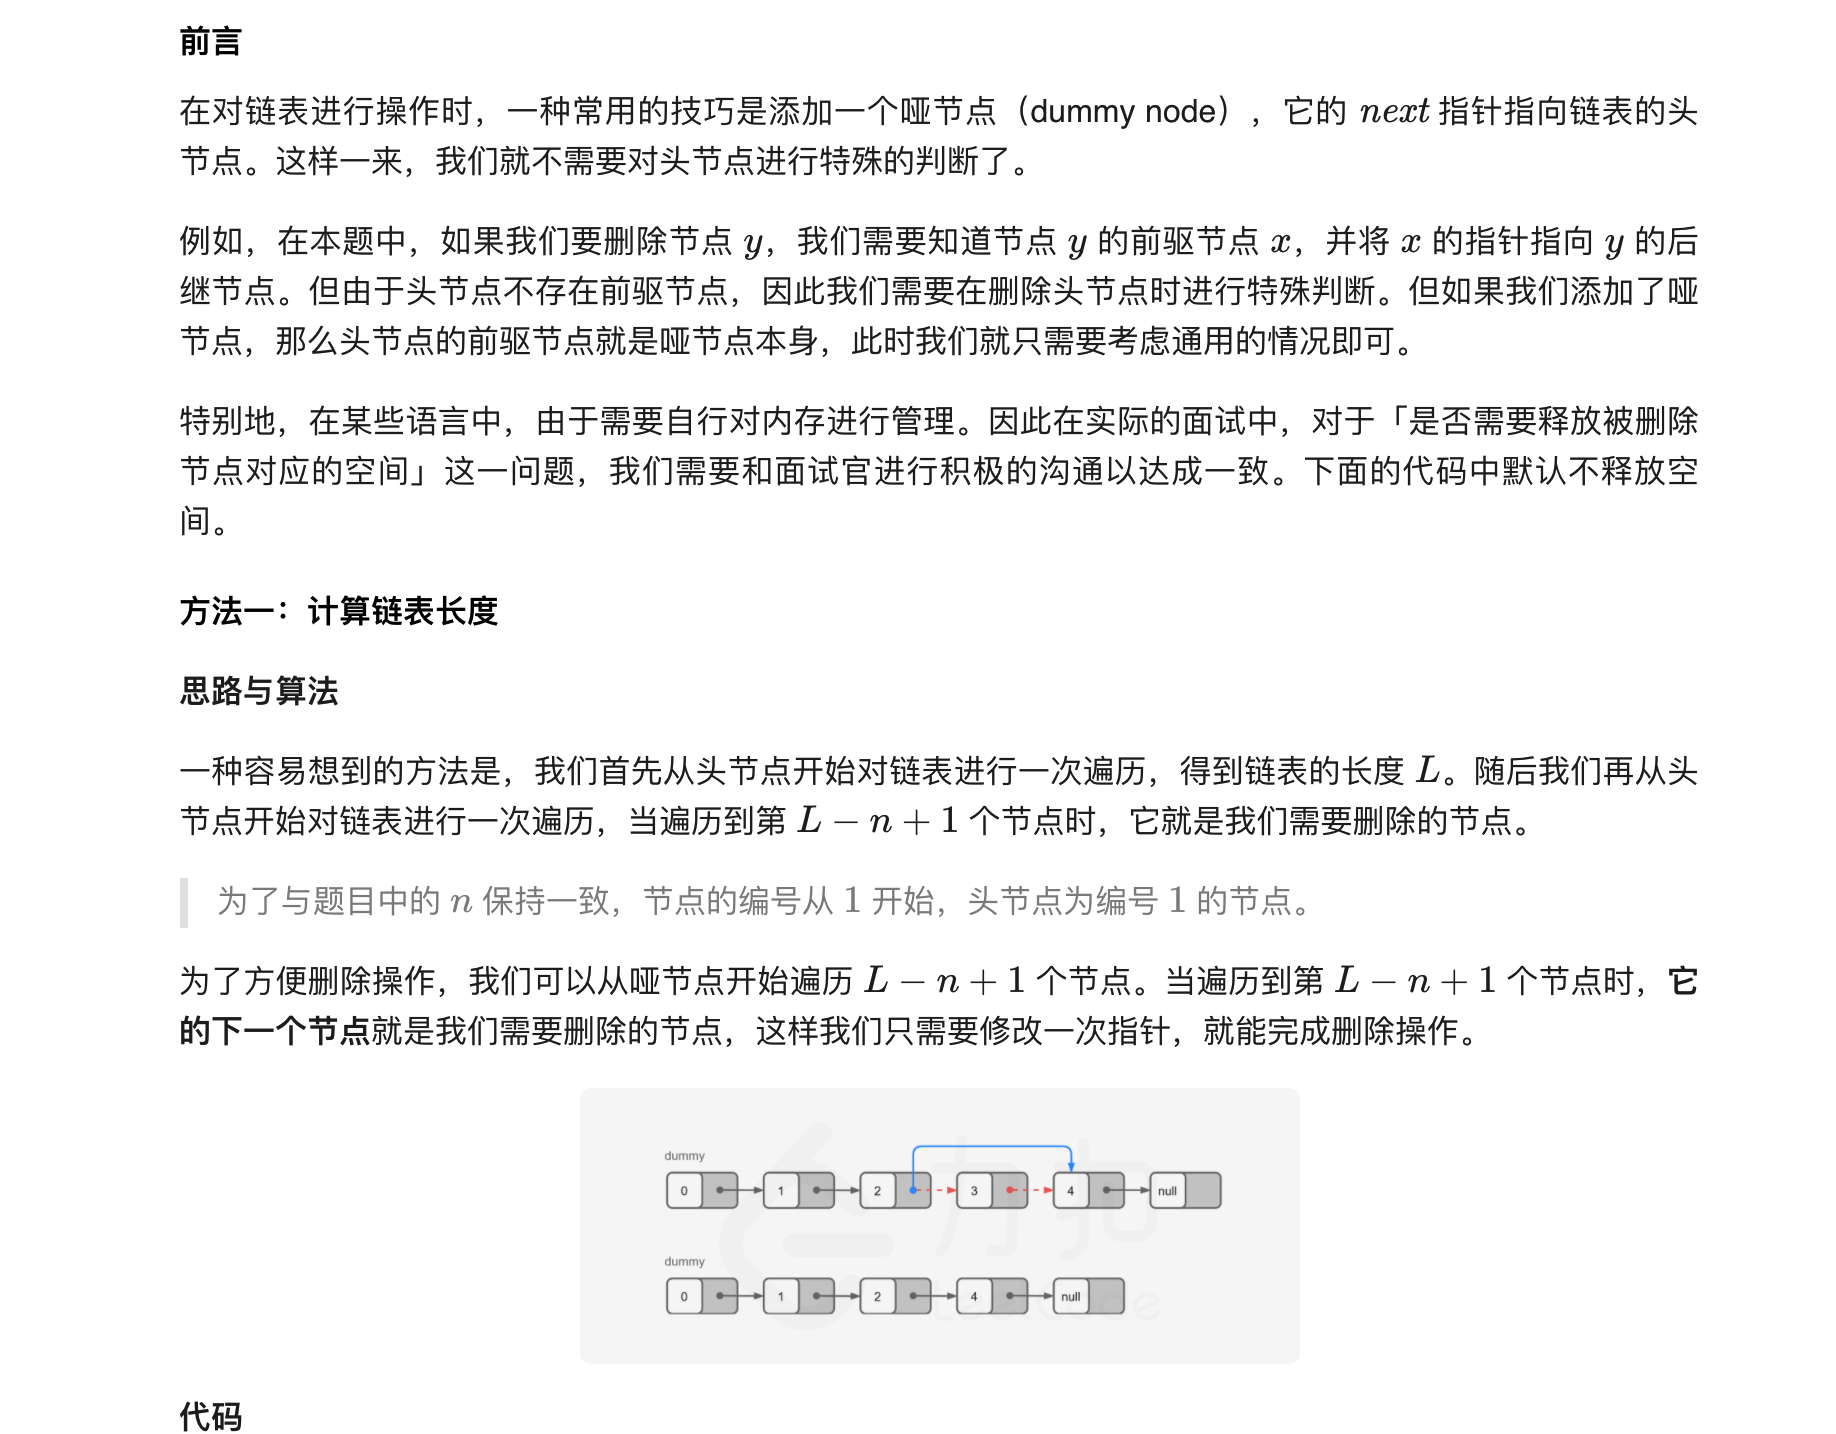 前言
在对链表进行操作时，一种常用的技巧是添加一个哑节点（dummy node），它的 next 指针指向链表的头
节点。这样一来，我们就不需要对头节点进行特殊的判断了。
例如，在本题中，如果我们要删除节点 y，我们需要知道节点 y 的前驱节点 x，并将 x 的指针指向 y 的后
继节点。但由于头节点不存在前驱节点，因此我们需要在删除头节点时进行特殊判断。但如果我们添加了哑
节点，那么头节点的前驱节点就是哑节点本身，此时我们就只需要考虑通用的情况即可。
特别地，在某些语言中，由于需要自行对内存进行管理。因此在实际的面试中，对于「是否需要释放被删除
节点对应的空间」这一问题，我们需要和面试官进行积极的沟通以达成一致。下面的代码中默认不释放空
间。
方法一：计算链表长度
思路与算法
一种容易想到的方法是，我们首先从头节点开始对链表进行一次遍历，得到链表的长度 L。随后我们再从头
节点开始对链表进行一次遍历，当遍历到第 L − n + 1 个节点时，它就是我们需要删除的节点。
为了与题目中的 n 保持一致，节点的编号从 1 开始，头节点为编号 1 的节点。
为了方便删除操作，我们可以从哑节点开始遍历 L − n + 1 个节点。当遍历到第 L − n + 1 个节点时，它
的下一个节点就是我们需要删除的节点，这样我们只需要修改一次指针，就能完成删除操作。
dummy
0 1 2 3 4 null
dummy
0 1 2 4 null
力扣
LeetCode
代码